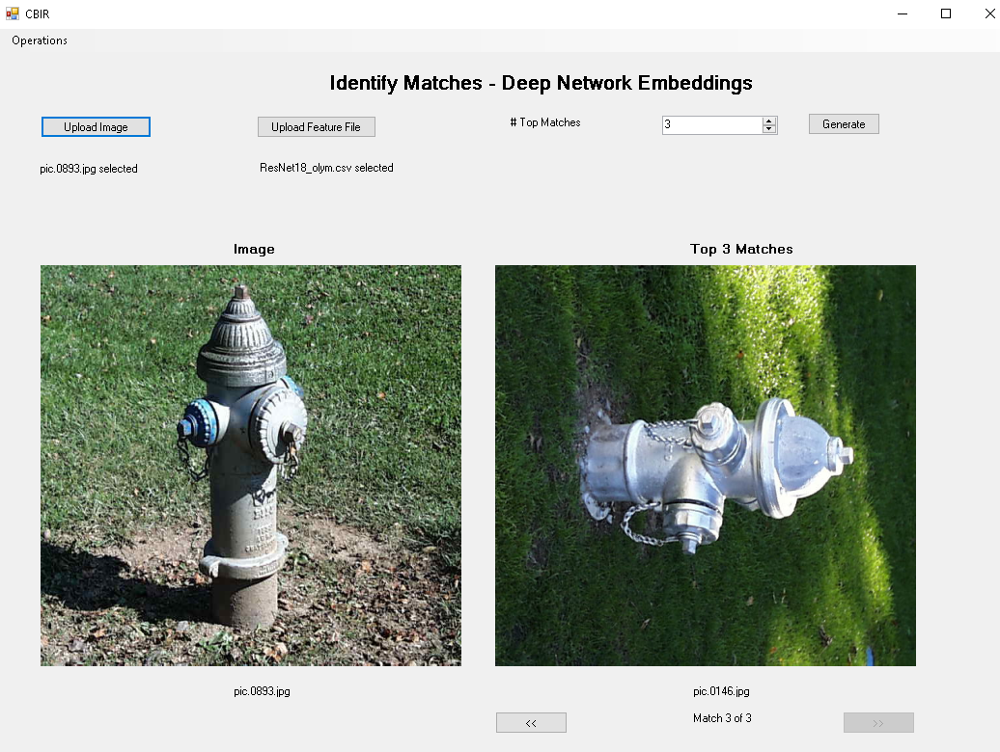 CBIR
Operations
Identify Matches - Deep Network Embeddings
Upload Image
Upload Feature File
# Top Matches
3
Generate
pic.0893.jpg selected
ResNet18_olym.csv selected
Image
Top 3 Matches
pic.0893.jpg
pic.0146.jpg
<<
Match 3 of 3
>>